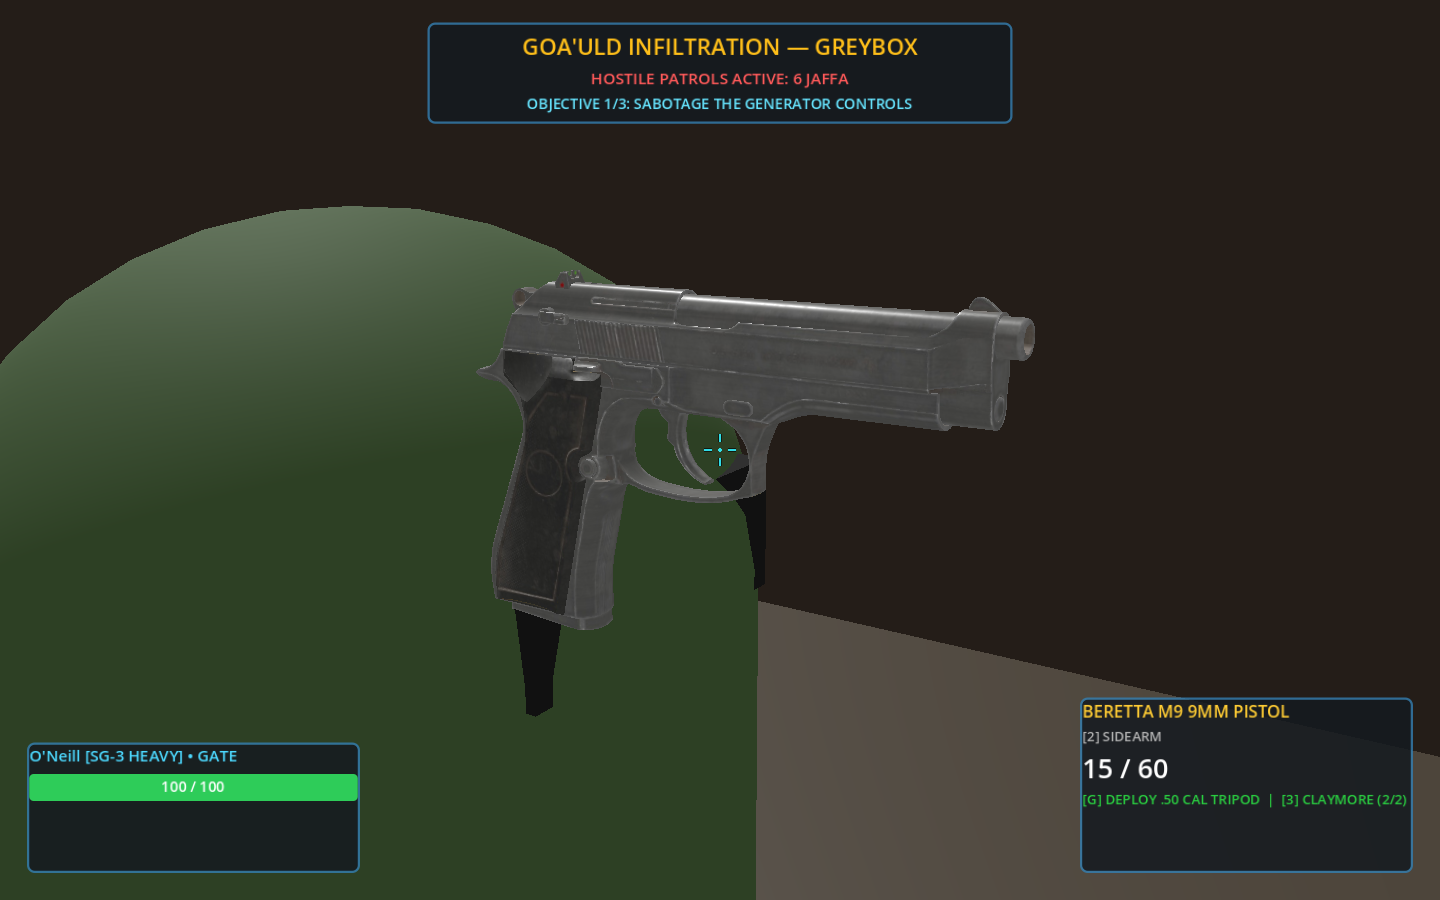 GOA'ULD INFILTRATION — GREYBOX
HOSTILE PATROLS ACTIVE: 6 JAFFA
OBJECTIVE 1/3: SABOTAGE THE GENERATOR CONTROLS
O'Neill [SG-3 HEAVY] • GATE
100 / 100
BERETTA M9 9MM PISTOL
[2] SIDEARM
15 / 60
[G] DEPLOY .50 CAL TRIPOD | [3] CLAYMORE (2/2)